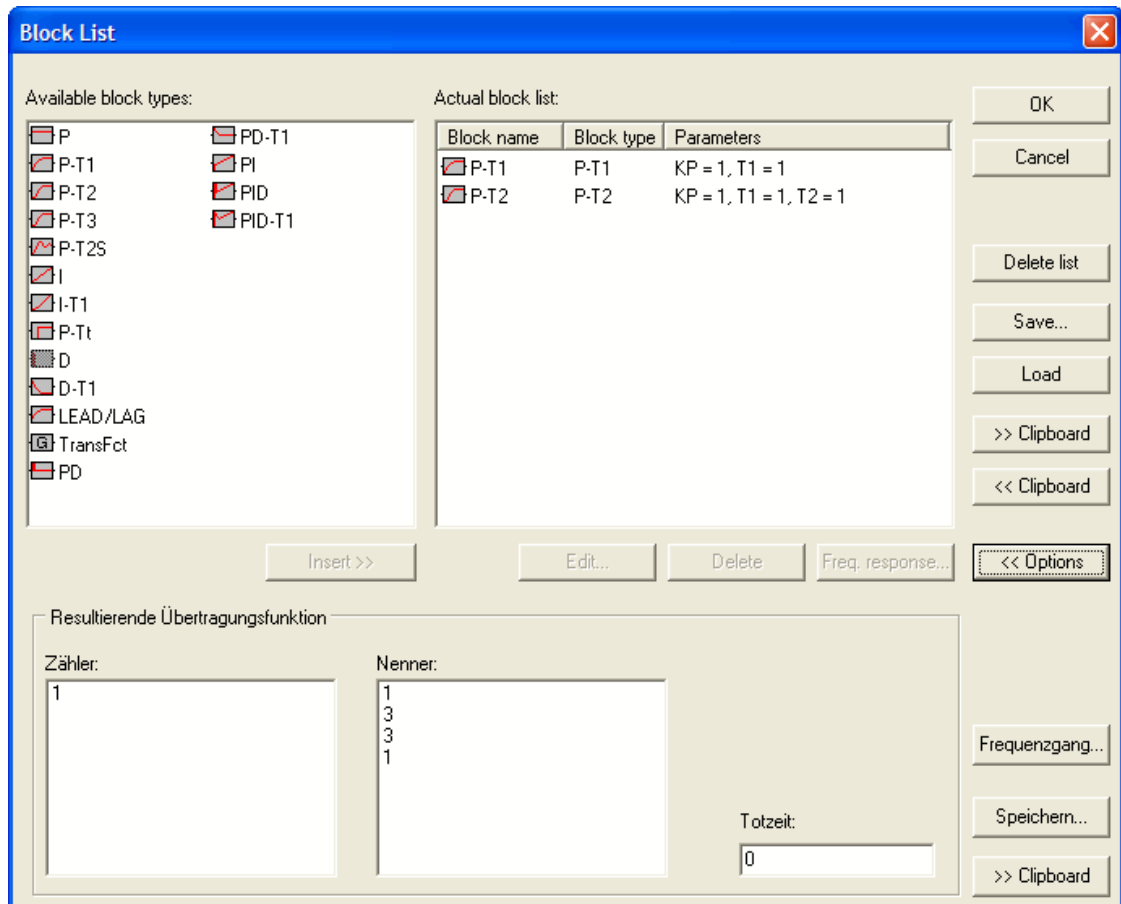 Block List
Available block types:
P
P-T1
P-T2
P-T3
P-T2S
I
I-T1
P-Tt
D
D-T1
LEAD/LAG
G TransFct
PD
PD-T1
PI
PID
PID-T1
Insert >>
Actual block list:
Block name Block type Parameters
P-T1 P-T1 KP = 1, T1 = 1
P-T2 P-T2 KP = 1, T1 = 1, T2 = 1
Edit...
Delete
Freq. response...
OK
Cancel
Delete list
Save...
Load
>> Clipboard
<< Clipboard
<< Options
Resultierende Übertragungsfunktion
Zähler:
1
Nenner:
1
3
3
1
Totzeit:
0
Frequenzgang...
Speichern...
>> Clipboard